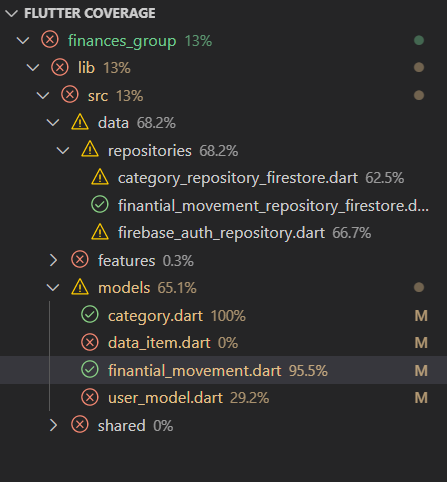 FLUTTER COVERAGE
finances_group 13%
lib 13%
src 13%
data 68.2%
repositories 68.2%
category_repository_firestore.dart 62.5%
finantial_movement_repository_firestore.d...
firebase_auth_repository.dart 66.7%
features 0.3%
models 65.1%
category.dart 100% M
data_item.dart 0% M
finantial_movement.dart 95.5% M
user_model.dart 29.2% M
shared 0%